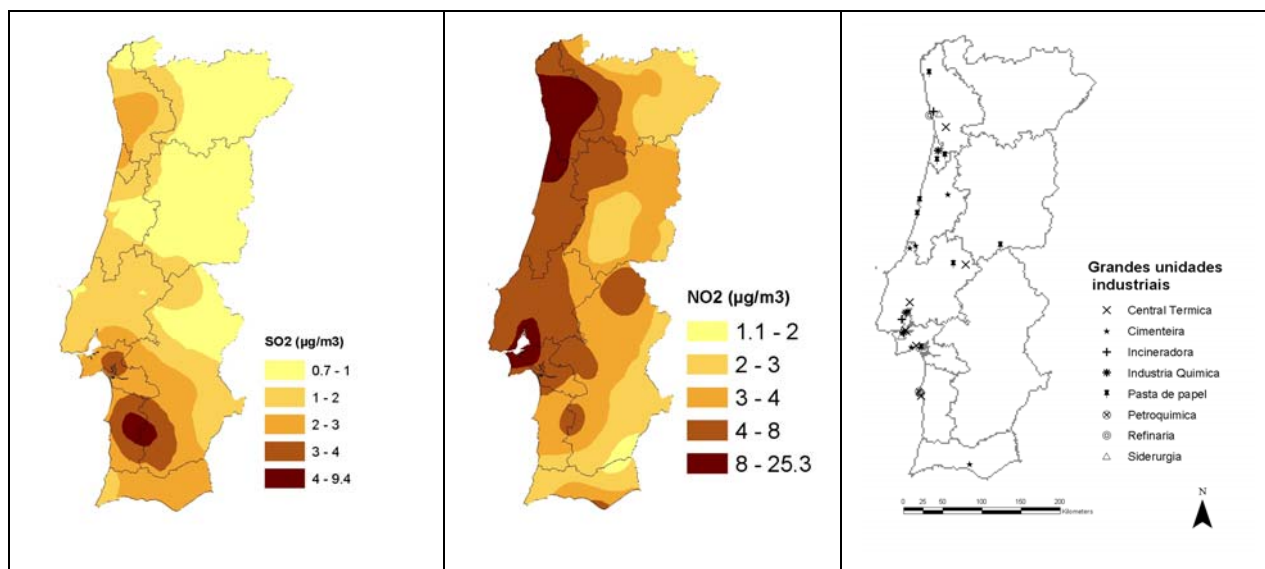 SO2 (µg/m3)
0.7 - 1
1 - 2
2 - 3
3 - 4
4 - 9.4
NO2 (µg/m3)
1.1 - 2
2 - 3
3 - 4
4 - 8
8 - 25.3
Grandes unidades
industriais
Central Termica
Cimenteira
Incineradora
Industria Quimica
Pasta de papel
Petroquimica
Refinaria
Siderurgia
N
0 25 50 100 150 200
Kilometers